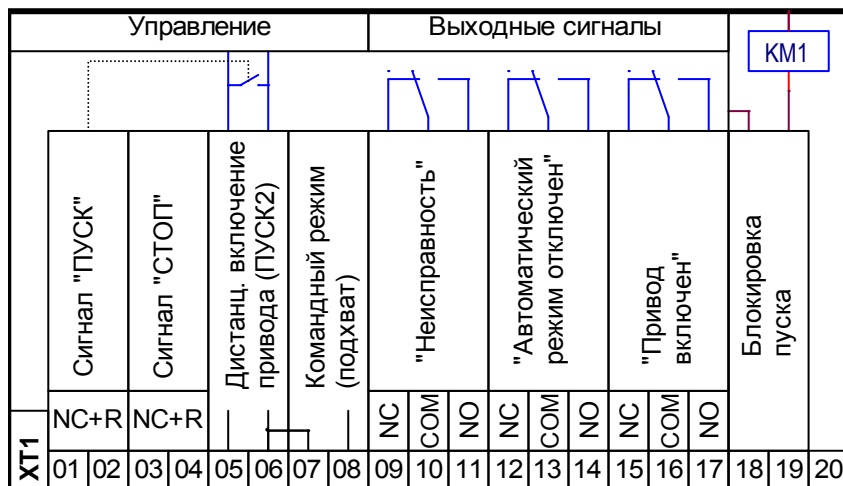 Управление
Выходные сигналы
KM1
Сигнал "ПУСК"
Сигнал "СТОП"
Дистанц. включение
привода (ПУСК2)
Командный режим
(подхват)
"Неисправность"
"Автоматический
режим отключен"
"Привод
включен"
Блокировка
пуска
NC+R
NC+R
NC
COM
NO
NC
COM
NO
NC
COM
NO
XT1
01 02 03 04 05 06 07 08 09 10 11 12 13 14 15 16 17 18 19 20